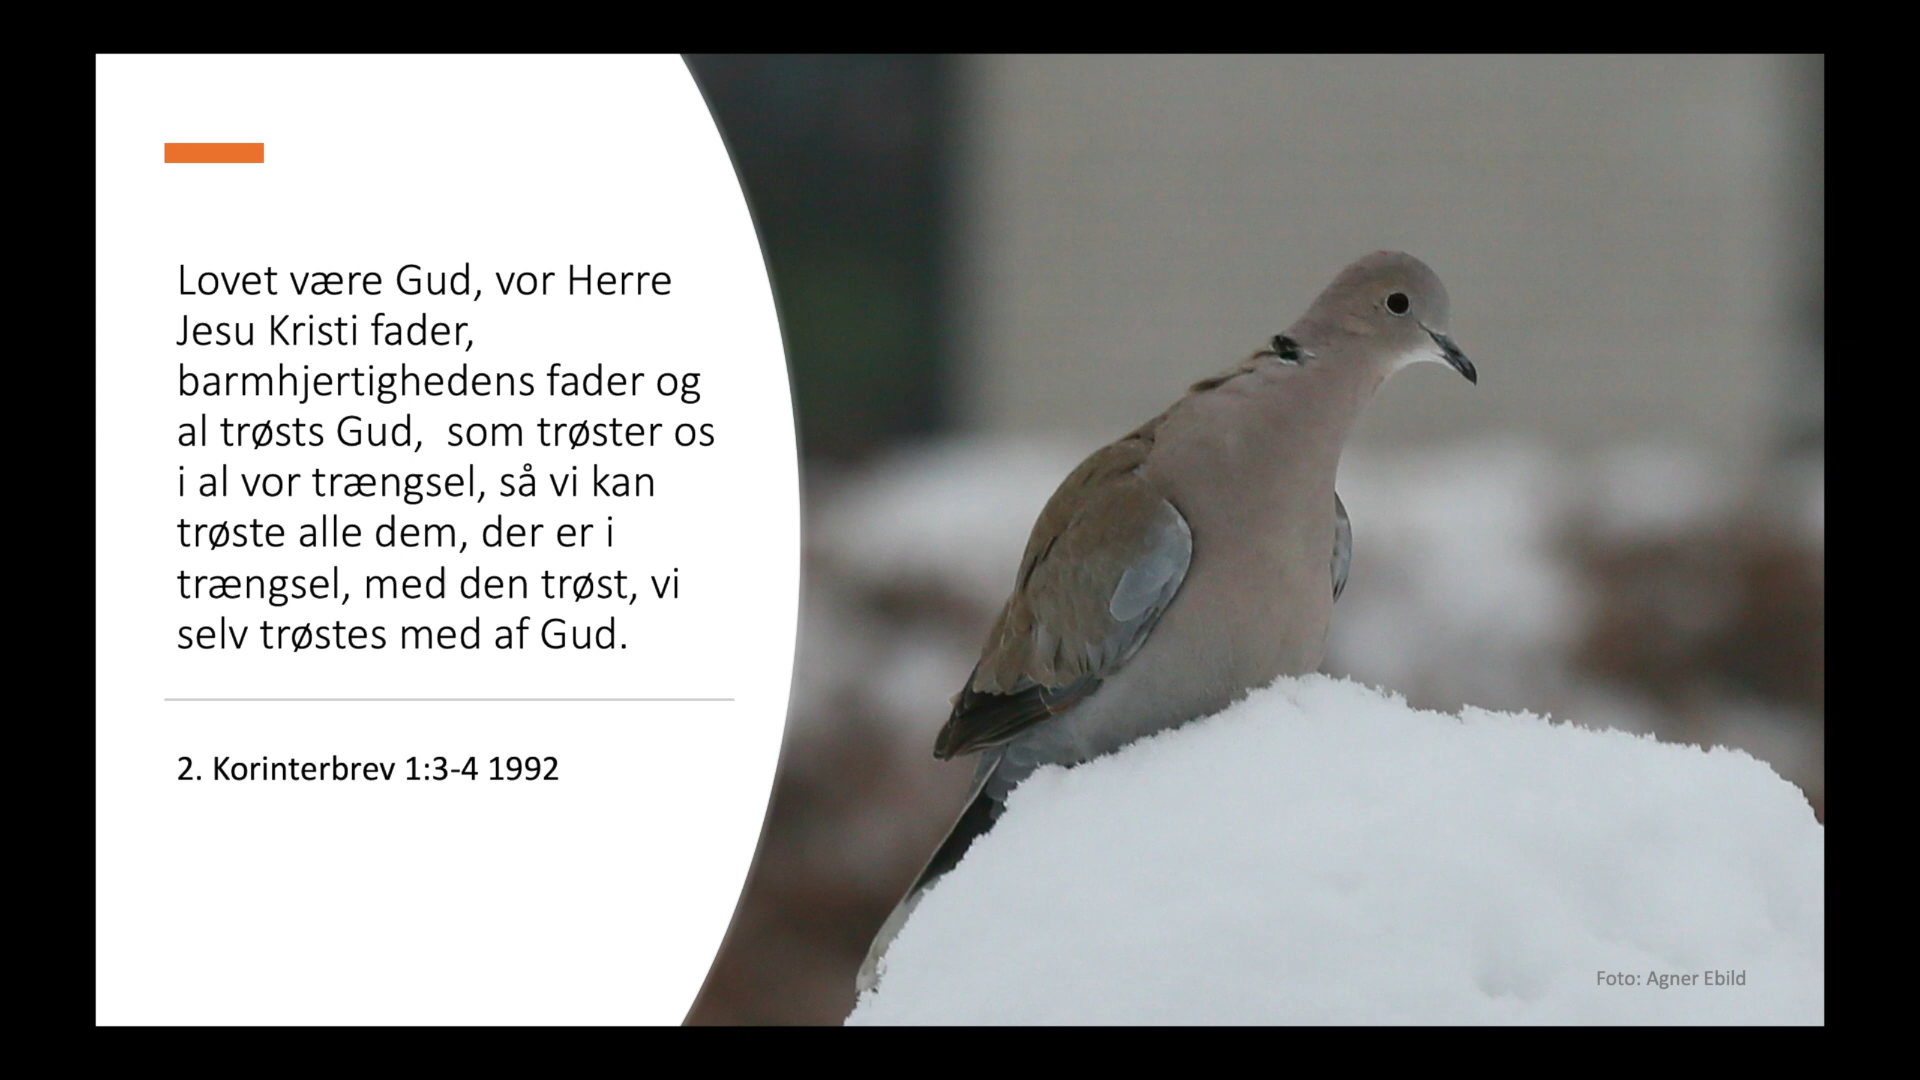 Lovet være Gud, vor Herre
Jesu Kristi fader,
barmhjertighedens fader og
al trøsts Gud,  som trøster os
i al vor trængsel, så vi kan
trøste alle dem, der er i
trængsel, med den trøst, vi
selv trøstes med af Gud.
2. Korinterbrev 1:3-4 1992
Foto: Agner Ebild